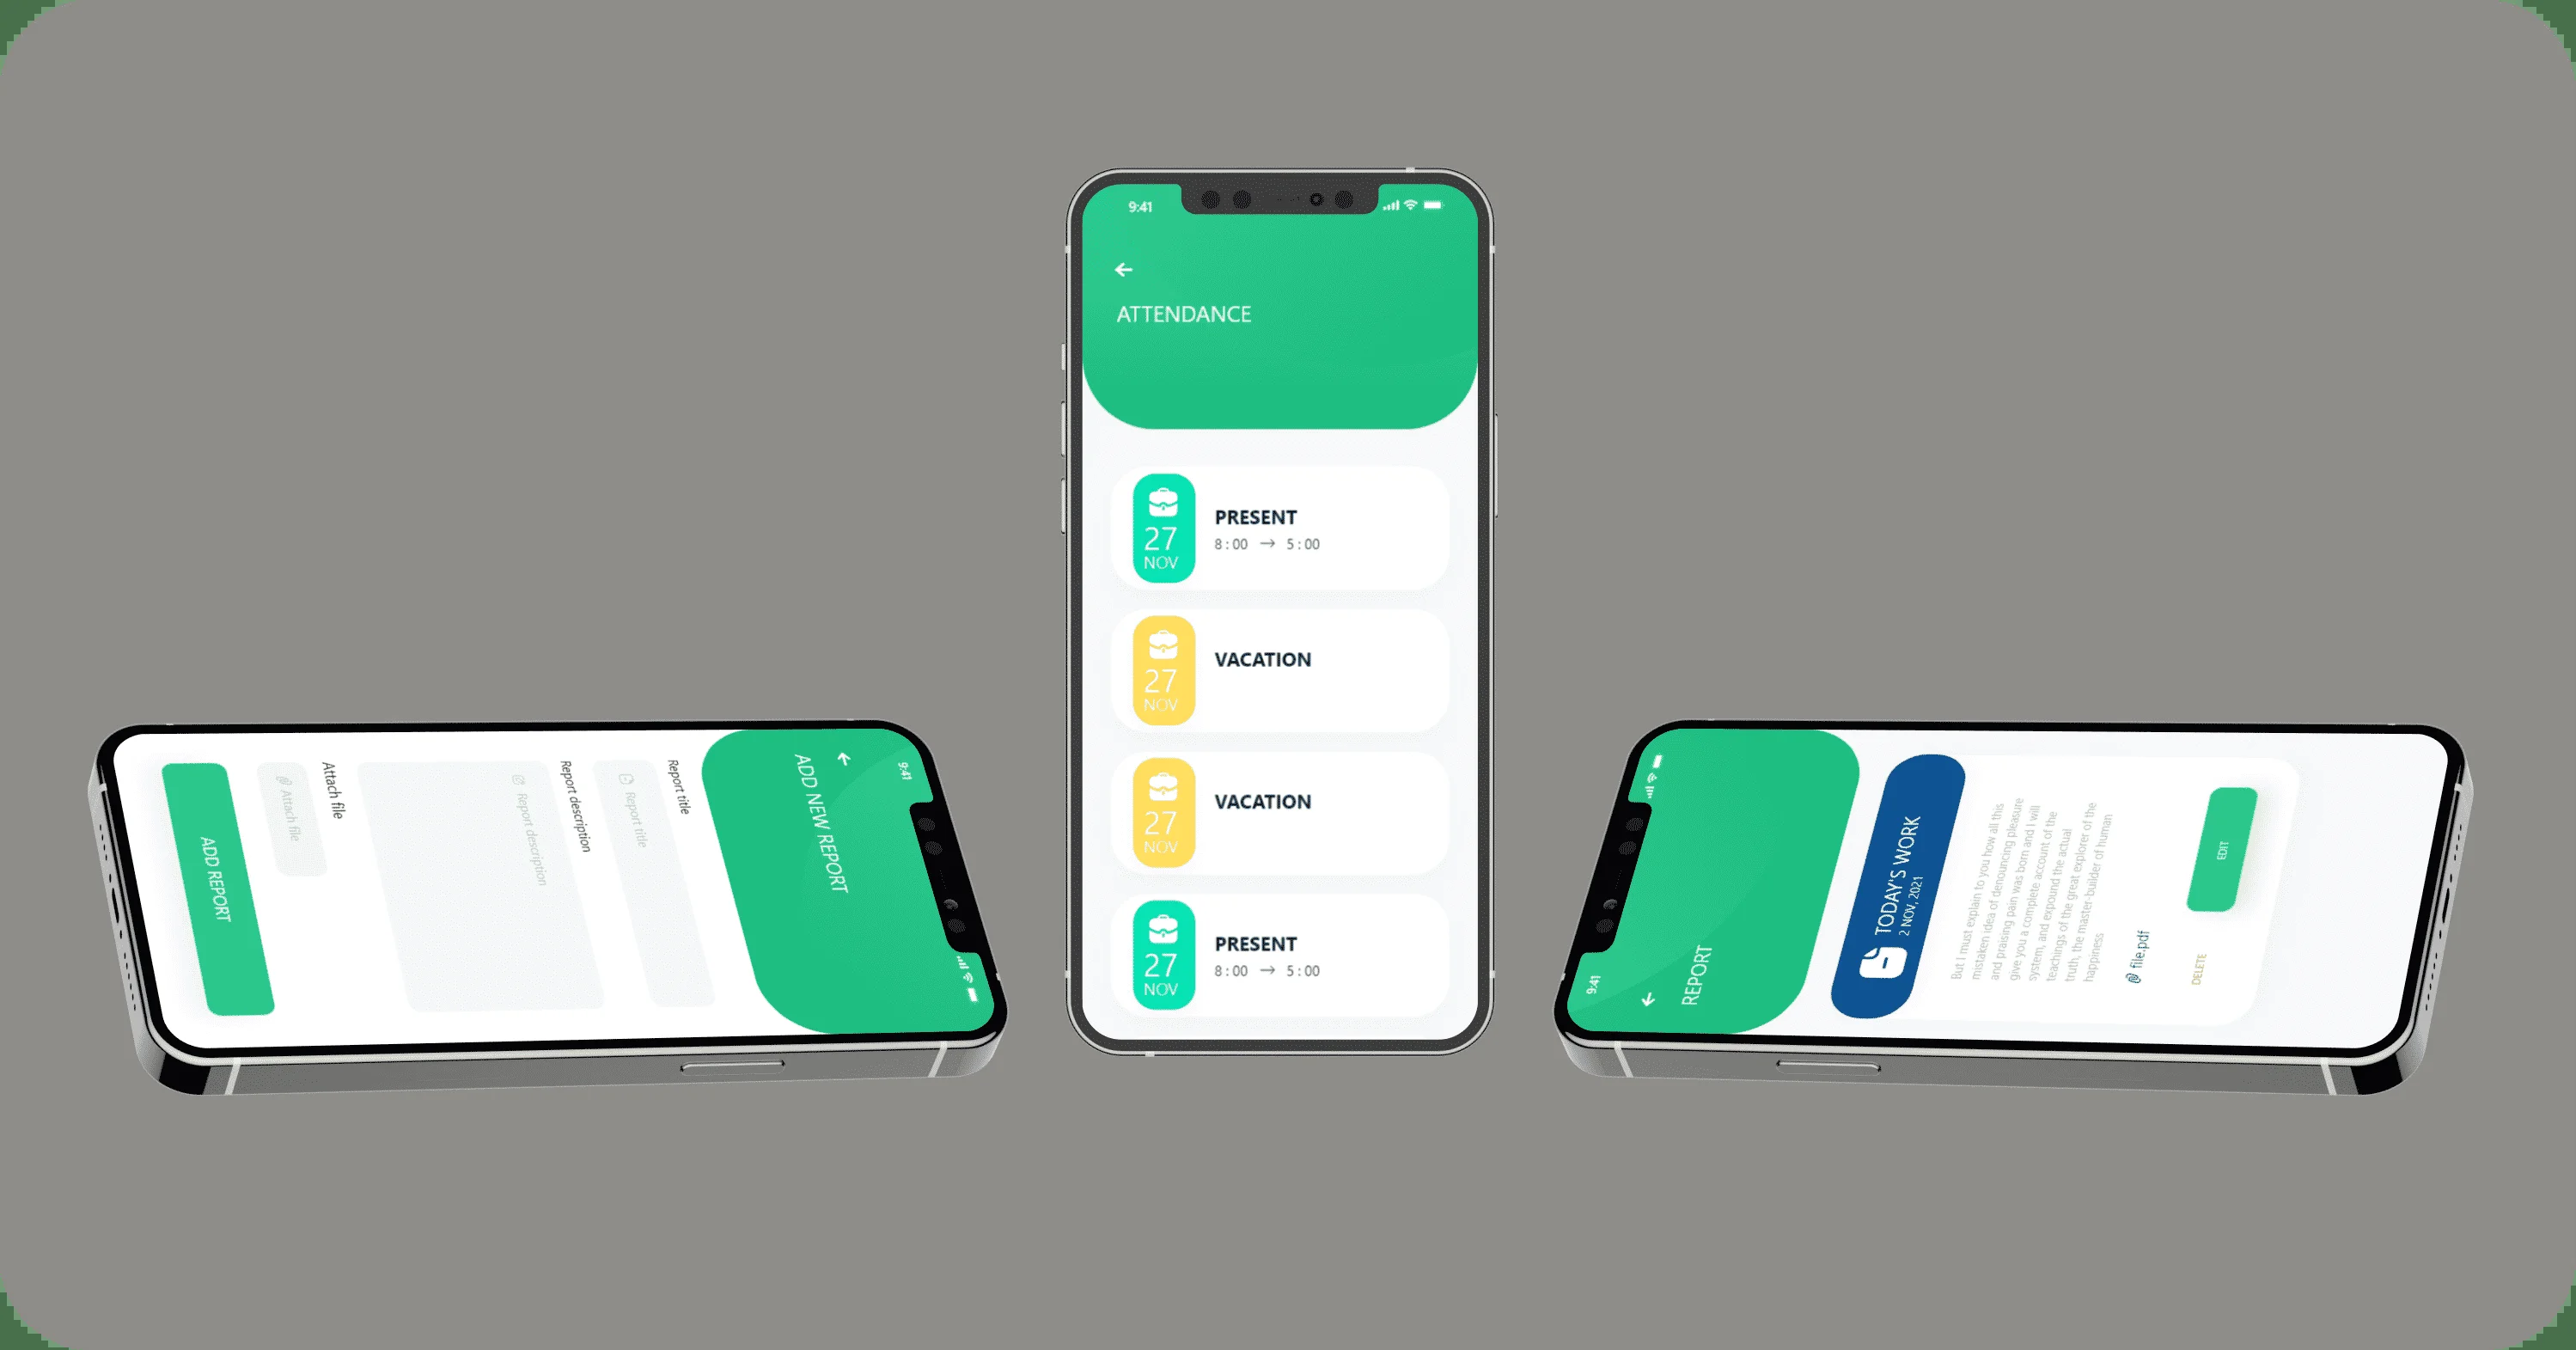 9:41
ADD NEW REPORT
Report title
Report title
Report description
Report description
Attach file
Attach file
ADD REPORT
9:41
ATTENDANCE
27
NOV
PRESENT
8:00 → 5:00
27
NOV
VACATION
27
NOV
VACATION
27
NOV
PRESENT
8:00 → 5:00
9:41
REPORT
TODAY'S WORK
2 NOV, 2021
But I must explain to you how all this
mistaken idea of denouncing pleasure
and praising pain was born and I will
give you a complete account of the
system, and expound the actual
teachings of the great explorer of the
truth, the master-builder of human
happiness
file.pdf
DELETE
EDIT